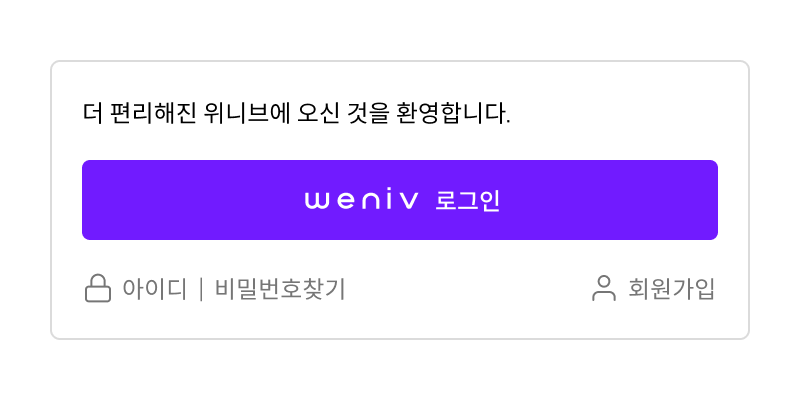 더 편리해진 위니브에 오신 것을 환영합니다.
weniv 로그인
아이디 | 비밀번호찾기 회원가입